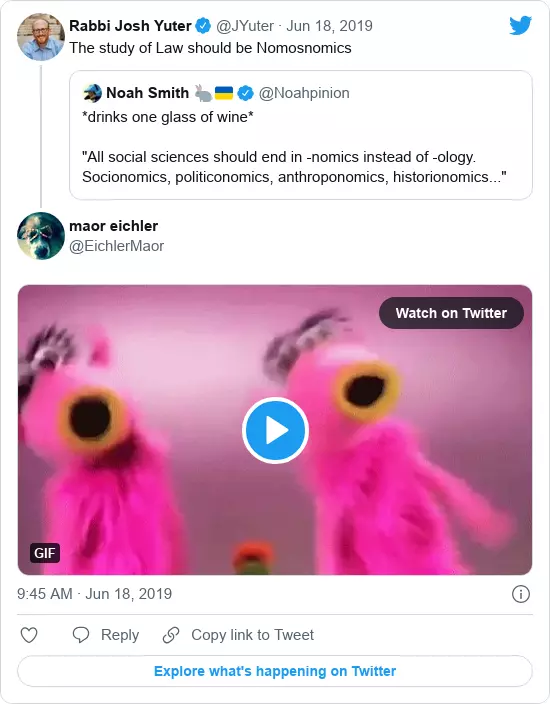 Rabbi Josh Yuter @JYuter · Jun 18, 2019
The study of Law should be Nomosnomics
Noah Smith 🐇🇺🇦 @Noahpinion
*drinks one glass of wine*
"All social sciences should end in -nomics instead of -ology.
Socionomics, politiconomics, anthroponomics, historionomics..."
maor eichler
@EichlerMaor
Watch on Twitter
GIF
9:45 AM · Jun 18, 2019
Reply
Copy link to Tweet
Explore what's happening on Twitter